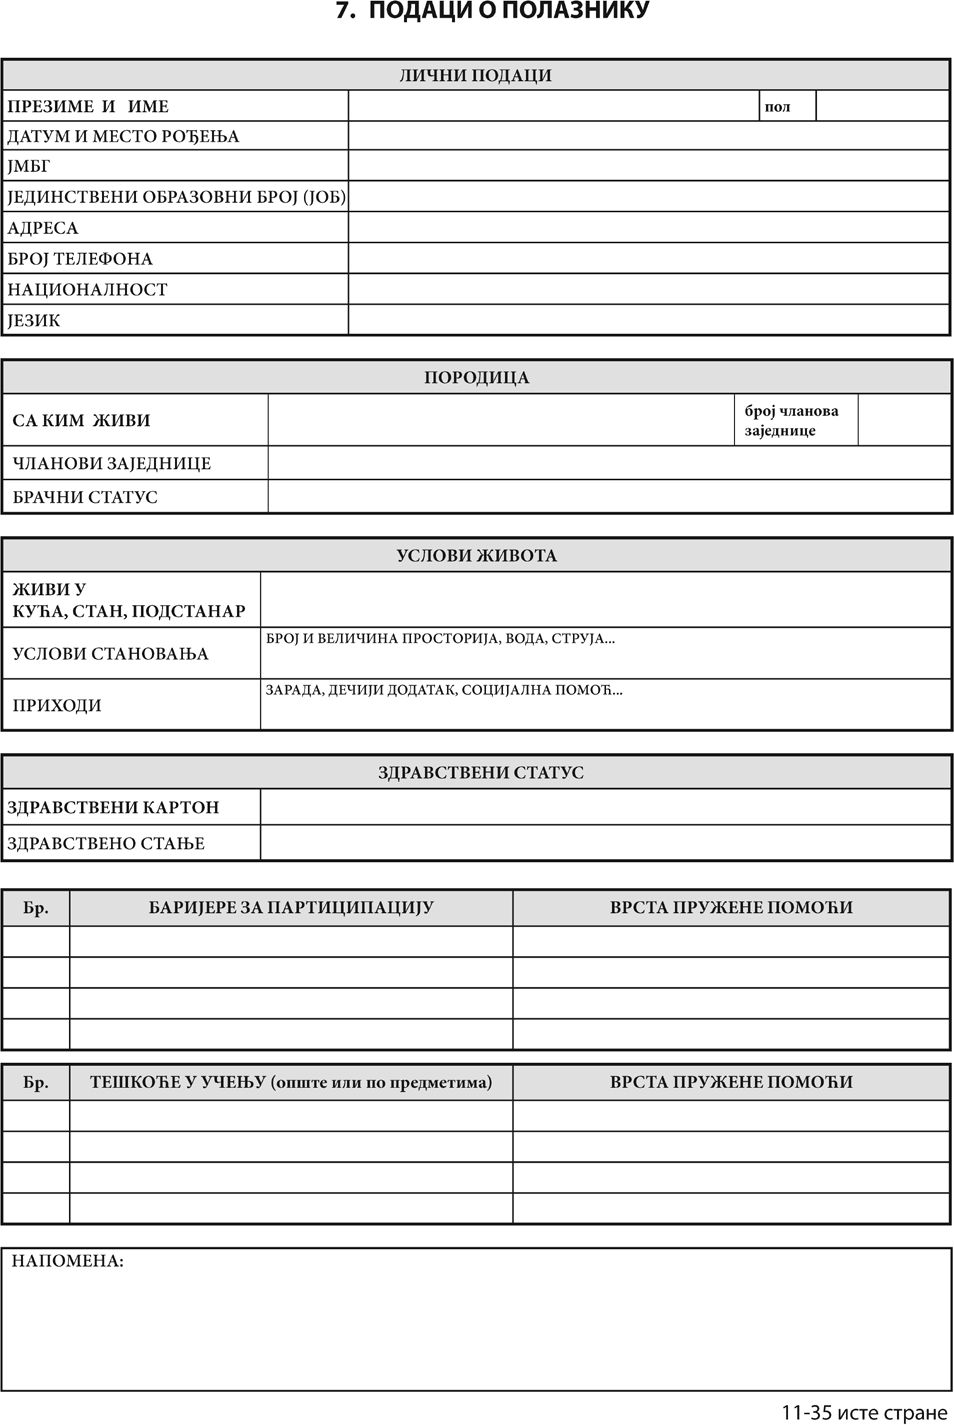 7. ПОДАЦИ О ПОЛАЗНИКУ
ЛИЧНИ ПОДАЦИ
ПРЕЗИМЕ И ИМЕ пол
ДАТУМ И МЕСТО РОЂЕЊА
ЈМБГ
ЈЕДИНСТВЕНИ ОБРАЗОВНИ БРОЈ (ЈОБ)
АДРЕСА
БРОЈ ТЕЛЕФОНА
НАЦИОНАЛНОСТ
ЈЕЗИК
ПОРОДИЦА
СА КИМ ЖИВИ
број чланова
заједнице
ЧЛАНОВИ ЗАЈЕДНИЦЕ
БРАЧНИ СТАТУС
УСЛОВИ ЖИВОТА
ЖИВИ У
КУЋА, СТАН, ПОДСТАНАР
УСЛОВИ СТАНОВАЊА
БРОЈ И ВЕЛИЧИНА ПРОСТОРИЈА, ВОДА, СТРУЈА...
ПРИХОДИ
ЗАРАДА, ДЕЧИЈИ ДОДАТАК, СОЦИЈАЛНА ПОМОЋ...
ЗДРАВСТВЕНИ СТАТУС
ЗДРАВСТВЕНИ КАРТОН
ЗДРАВСТВЕНО СТАЊЕ
Бр. БАРИЈЕРЕ ЗА ПАРТИЦИПАЦИЈУ ВРСТА ПРУЖЕНЕ ПОМОЋИ
Бр. ТЕШКОЋЕ У УЧЕЊУ (опште или по предметима) ВРСТА ПРУЖЕНЕ ПОМОЋИ
НАПОМЕНА:
11-35 исте стране